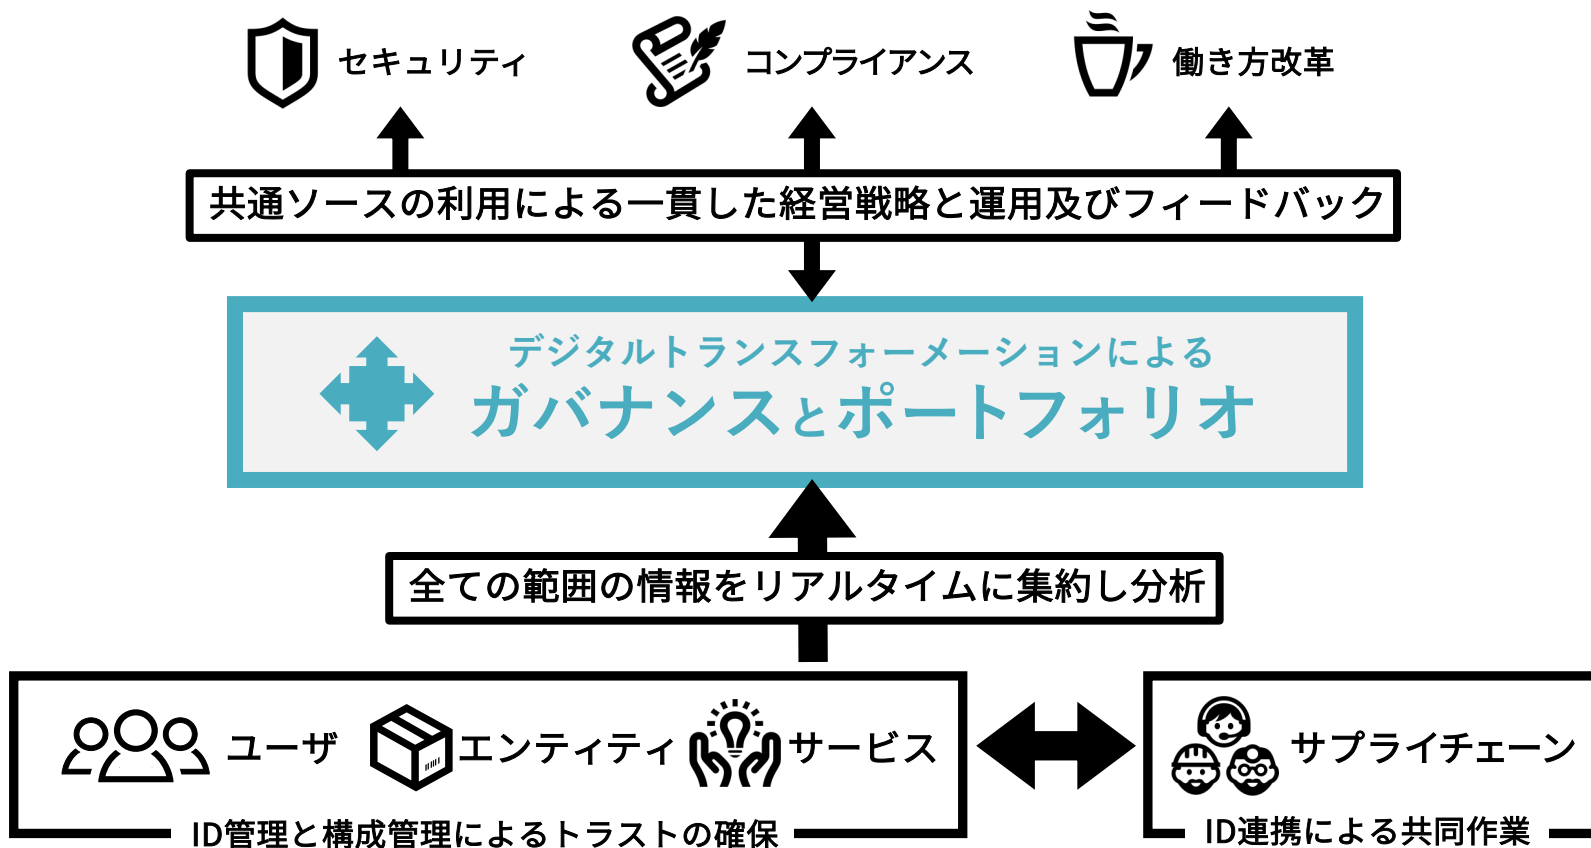 セキュリティ
コンプライアンス
働き方改革
共通ソースの利用による一貫した経営戦略と運用及びフィードバック
デジタルトランスフォーメーションによる
ガバナンスとポートフォリオ
全ての範囲の情報をリアルタイムに集約し分析
ユーザ
エンティティ
サービス
サプライチェーン
ID管理と構成管理によるトラストの確保
ID連携による共同作業